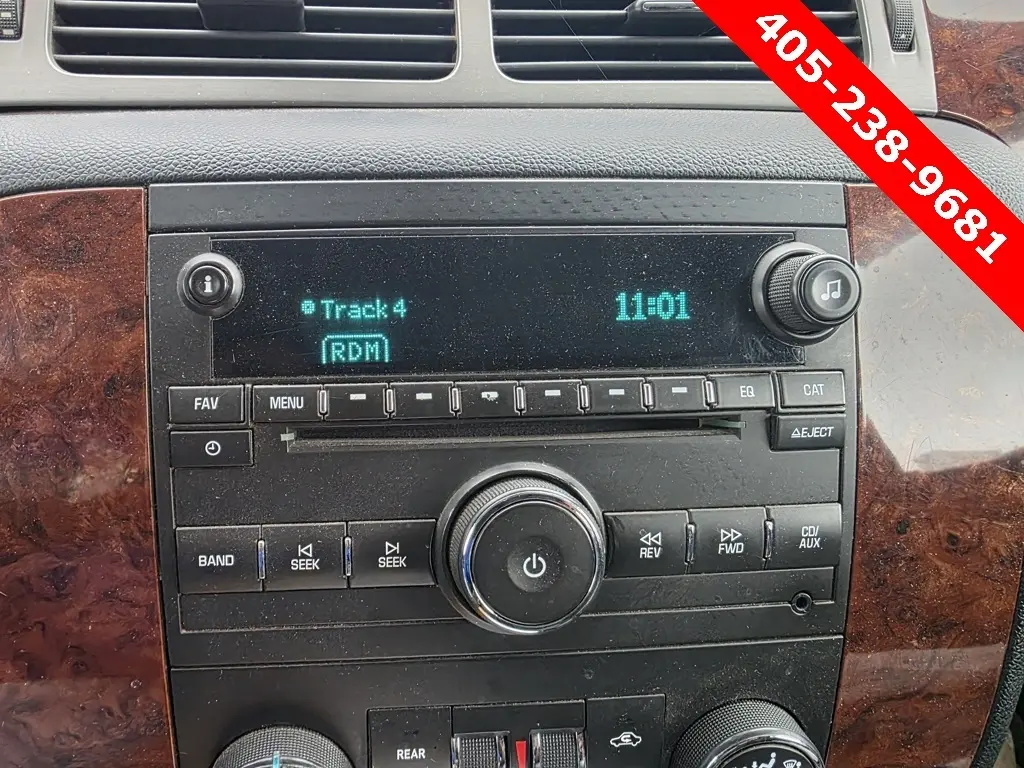 405-238-9681
i
Track 4
11:01
RDM
FAV
MENU
EQ
CAT
EJECT
BAND
SEEK
SEEK
REV
FWD
CD/
AUX
REAR